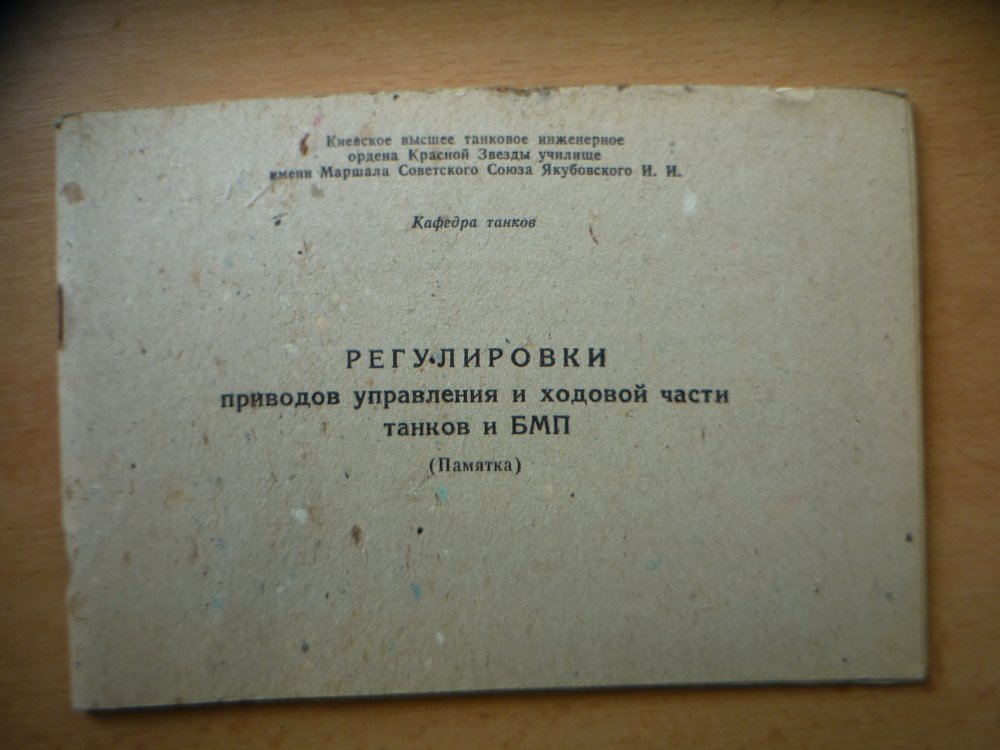 Киевское высшее танковое инженерное
ордена Красной Звезды училище
имени Маршала Советского Союза Якубовского И. И.
Кафедра танков
РЕГУЛИРОВКИ
приводов управления и ходовой части
танков и БМП
(Памятка)